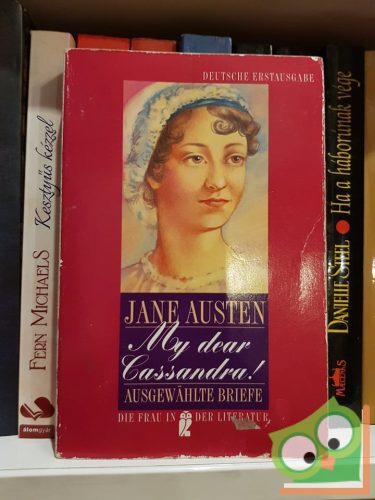 DEUTSCHE ERSTAUSGABE
JANE AUSTEN
My dear
Cassandra!
AUSGEWÄHLTE BRIEFE
DIE FRAU IN DER LITERATUR
FERN MICHAELS Kesztyűs kézzel
álomgyár
DANIELLE STEEL Ha a háborúnak vége